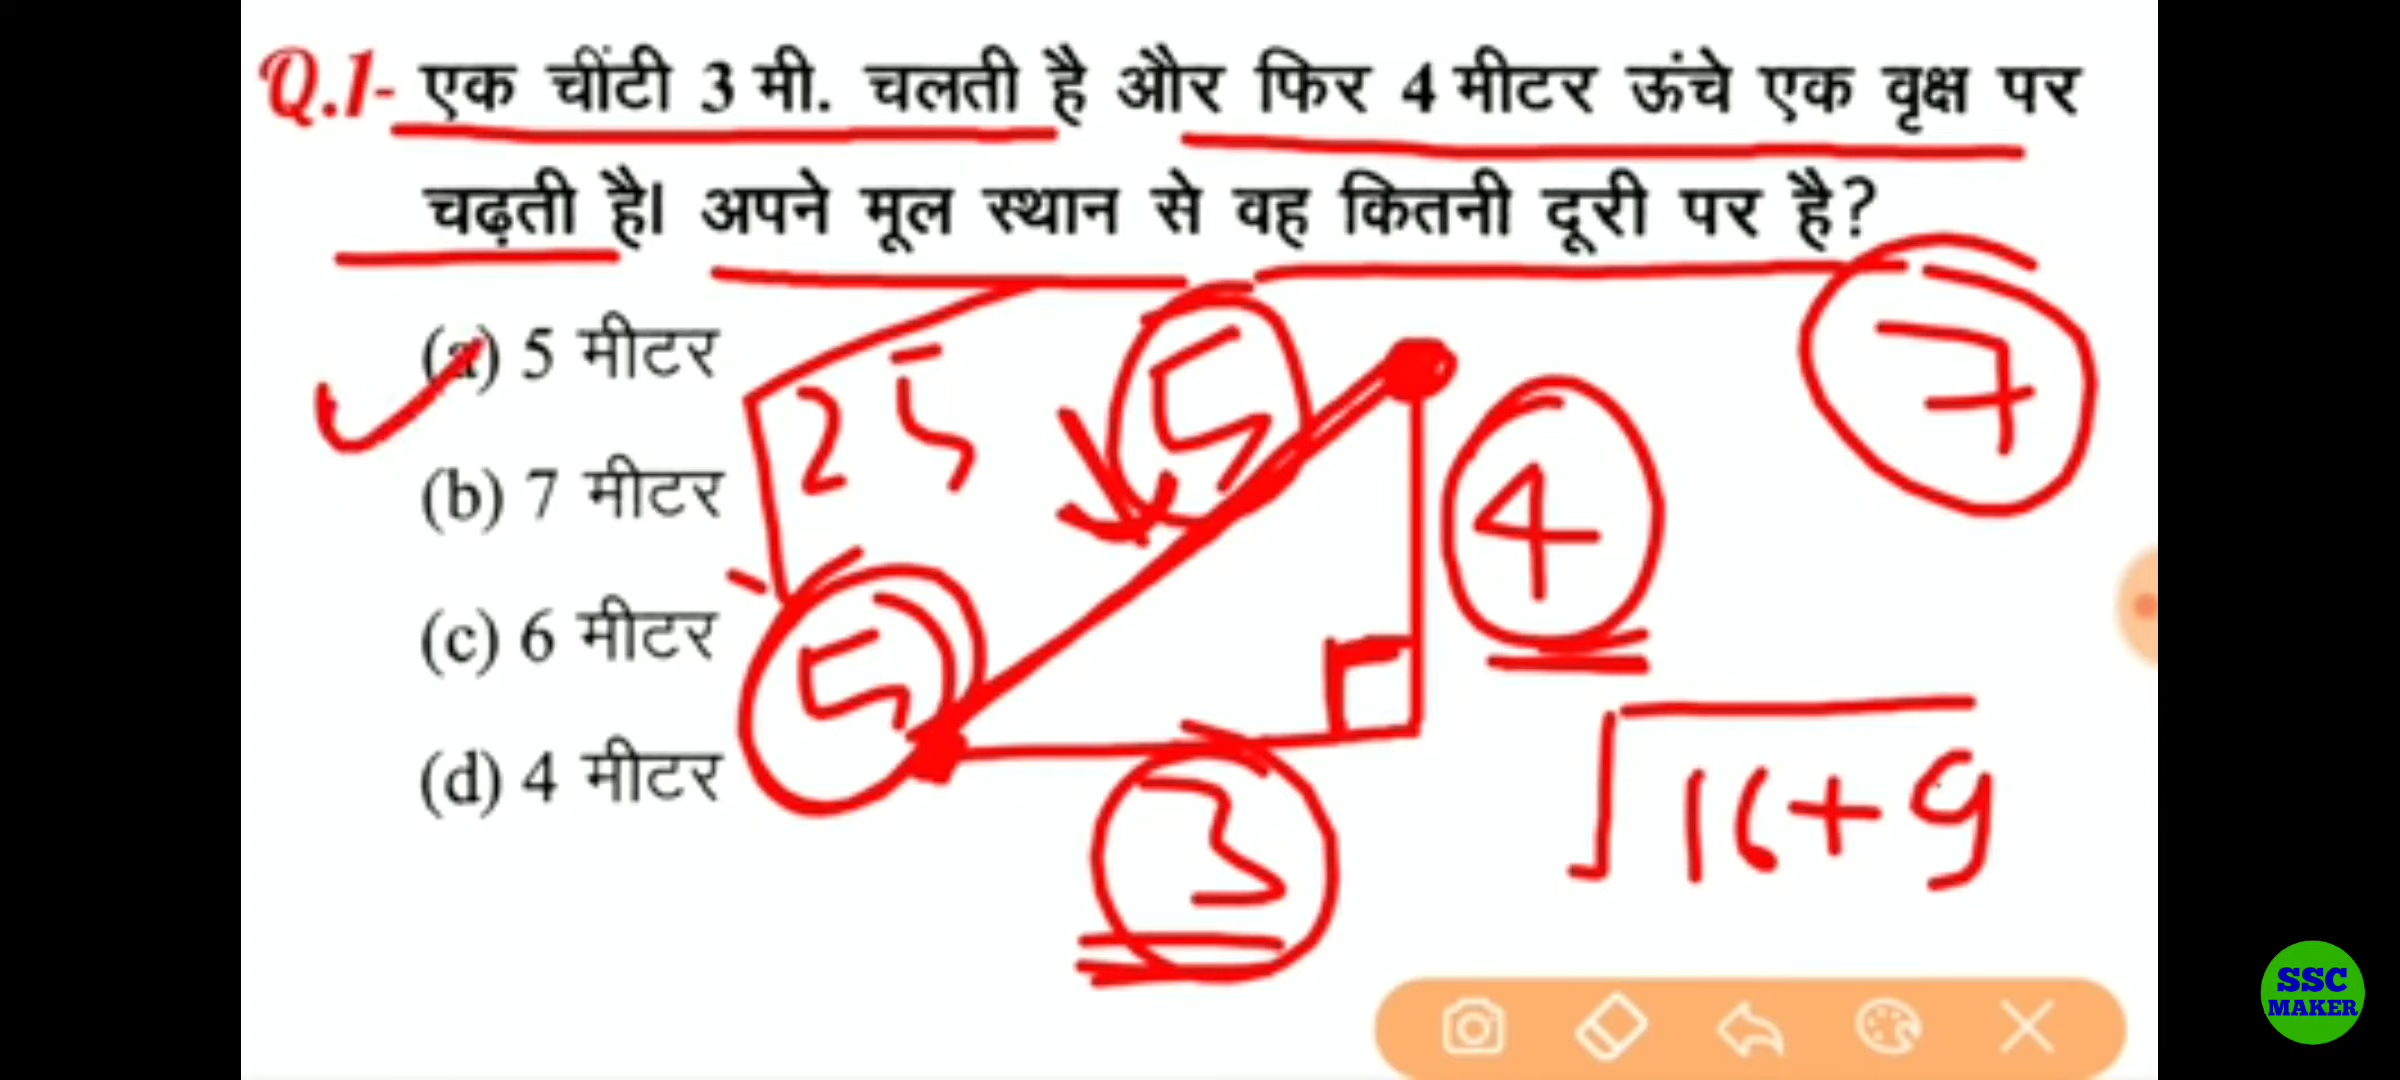 Q.1- एक चींटी 3 मी. चलती है और फिर 4 मीटर ऊंचे एक वृक्ष पर
चढ़ती है। अपने मूल स्थान से वह कितनी दूरी पर है?
(a) 5 मीटर
(b) 7 मीटर
(c) 6 मीटर
(d) 4 मीटर
25
5
7
4
5
3
√16+9
SSC
MAKER